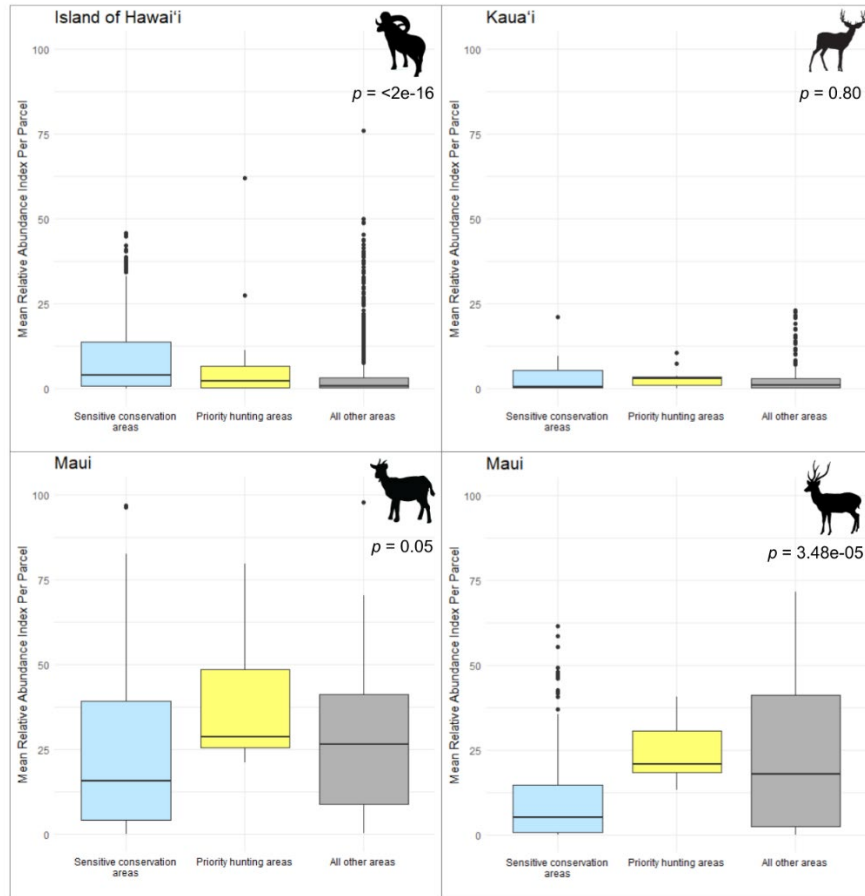 Island of Hawaiʻi
p = <2e-16
Mean Relative Abundance Index Per Parcel
100
75
50
25
0
Sensitive conservation
areas
Priority hunting areas
All other areas
Kauaʻi
p = 0.80
Mean Relative Abundance Index Per Parcel
100
75
50
25
0
Sensitive conservation
areas
Priority hunting areas
All other areas
Maui
p = 0.05
Mean Relative Abundance Index Per Parcel
100
75
50
25
0
Sensitive conservation
areas
Priority hunting areas
All other areas
Maui
p = 3.48e-05
Mean Relative Abundance Index Per Parcel
100
75
50
25
0
Sensitive conservation
areas
Priority hunting areas
All other areas